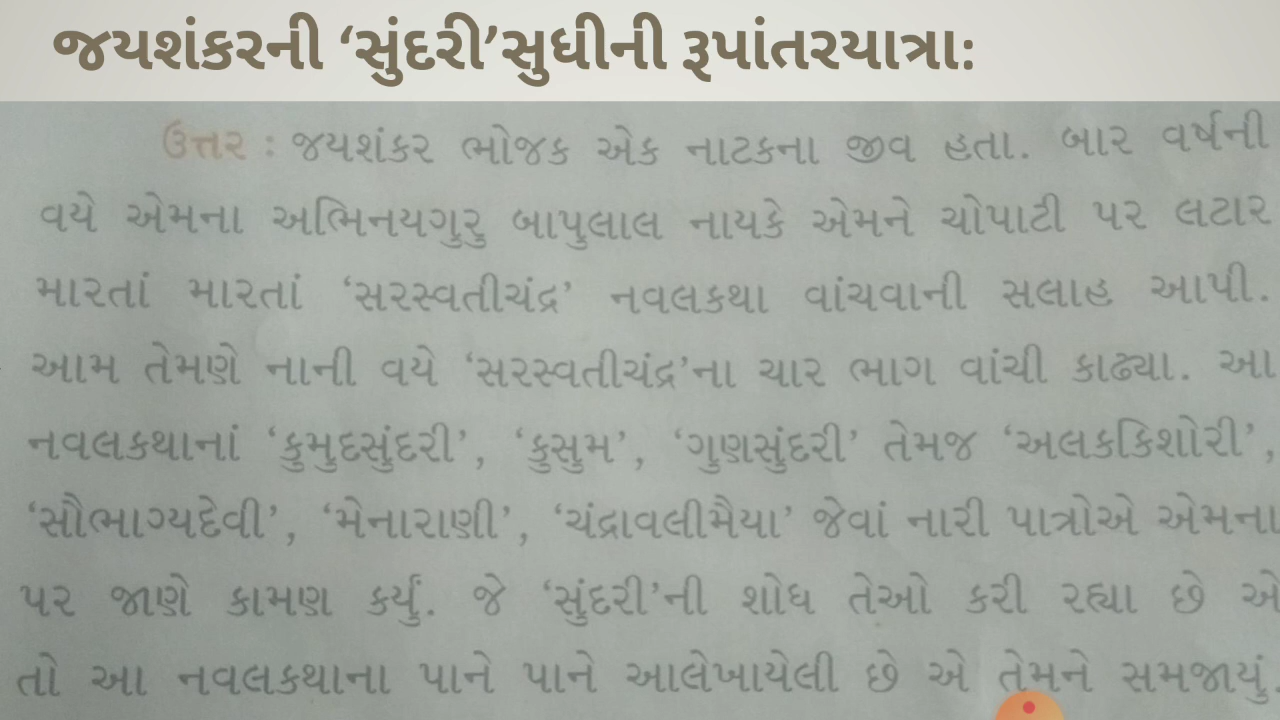 જયશંકરની ‘સુંદરી’સુધીની રૂપાંતરયાત્રા:
ઉત્તર : જયશંકર ભોજક એક નાટકના જીવ હતા. બાર વર્ષની
વયે એમના અભિનયગુરુ બાપુલાલ નાયકે એમને ચોપાટી પર લટાર
મારતાં મારતાં ‘સરસ્વતીચંદ્ર’ નવલકથા વાંચવાની સલાહ આપી.
આમ તેમણે નાની વયે ‘સરસ્વતીચંદ્ર’ના ચાર ભાગ વાંચી કાઢ્યા. આ
નવલકથાનાં ‘કુમુદસુંદરી’, ‘કુસુમ’, ‘ગુણસુંદરી’ તેમજ ‘અલકકિશોરી’,
‘સૌભાગ્યદેવી’, ‘મેનારાણી’, ‘ચંદ્રાવલીમૈયા’ જેવાં નારી પાત્રોએ એમના
પર જાણે કામણ કર્યું. જે ‘સુંદરી’ની શોધ તેઓ કરી રહ્યા છે એ
તો આ નવલકથાના પાને પાને આલેખાયેલી છે એ તેમને સમજાયું.